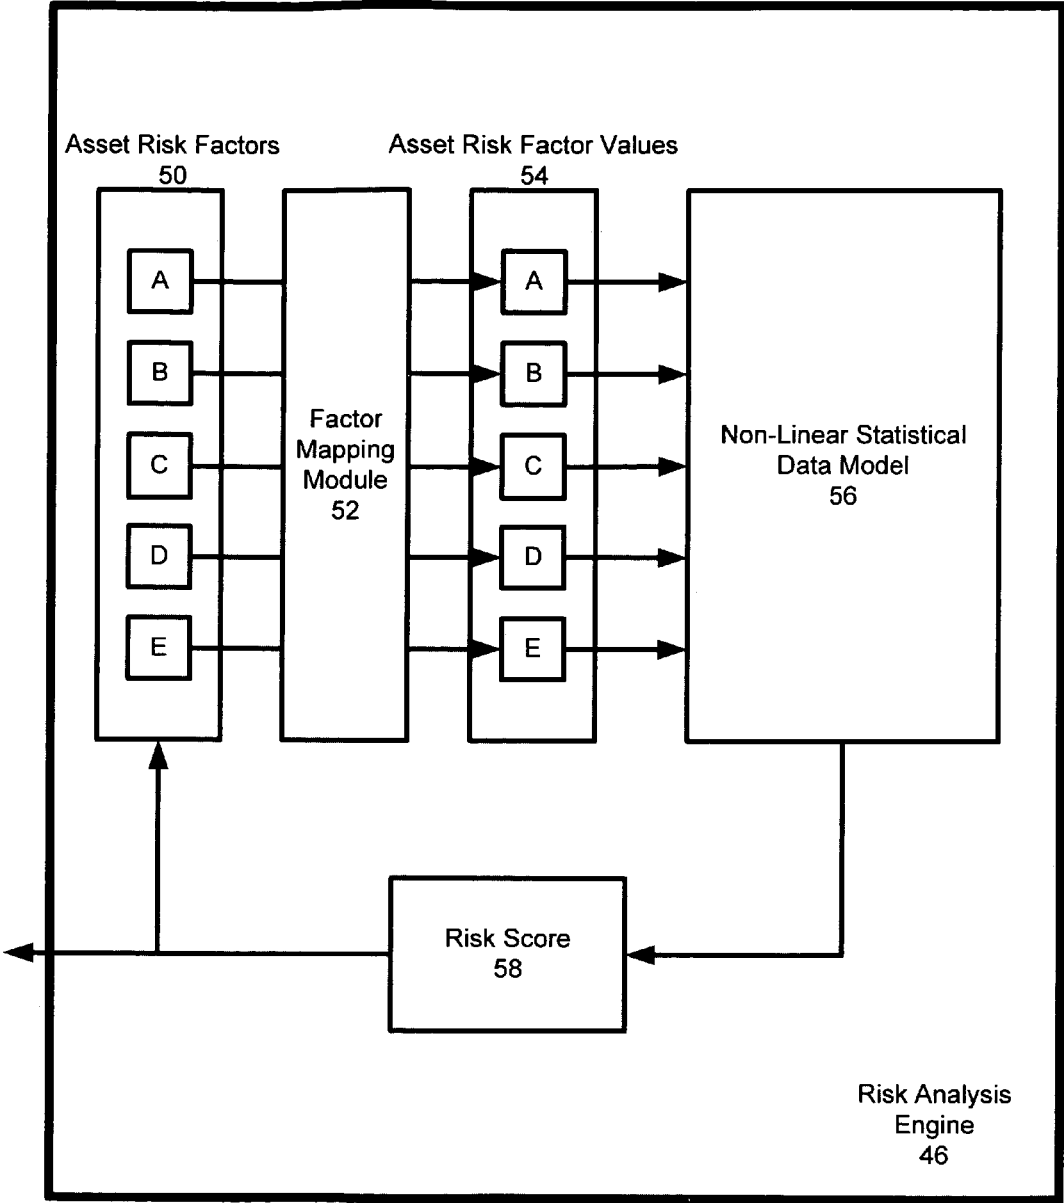 Asset Risk Factors
50
Asset Risk Factor Values
54
A
B
C
D
E
Factor
Mapping
Module
52
A
B
C
D
E
Non-Linear Statistical
Data Model
56
Risk Score
58
Risk Analysis
Engine
46